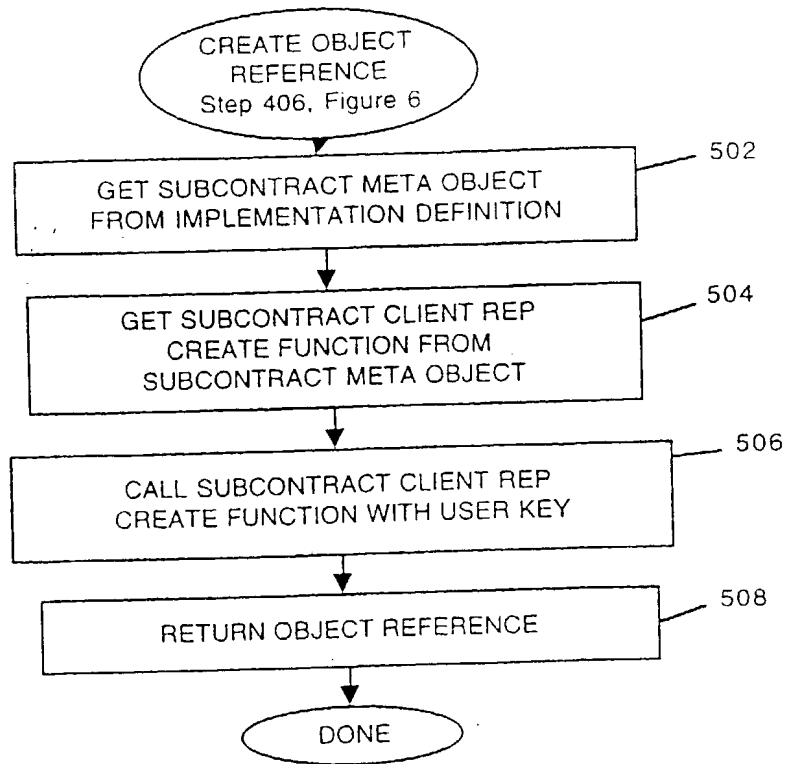 CREATE OBJECT
REFERENCE
Step 406, Figure 6
502
GET SUBCONTRACT META OBJECT
FROM IMPLEMENTATION DEFINITION
504
GET SUBCONTRACT CLIENT REP
CREATE FUNCTION FROM
SUBCONTRACT META OBJECT
506
CALL SUBCONTRACT CLIENT REP
CREATE FUNCTION WITH USER KEY
508
RETURN OBJECT REFERENCE
DONE